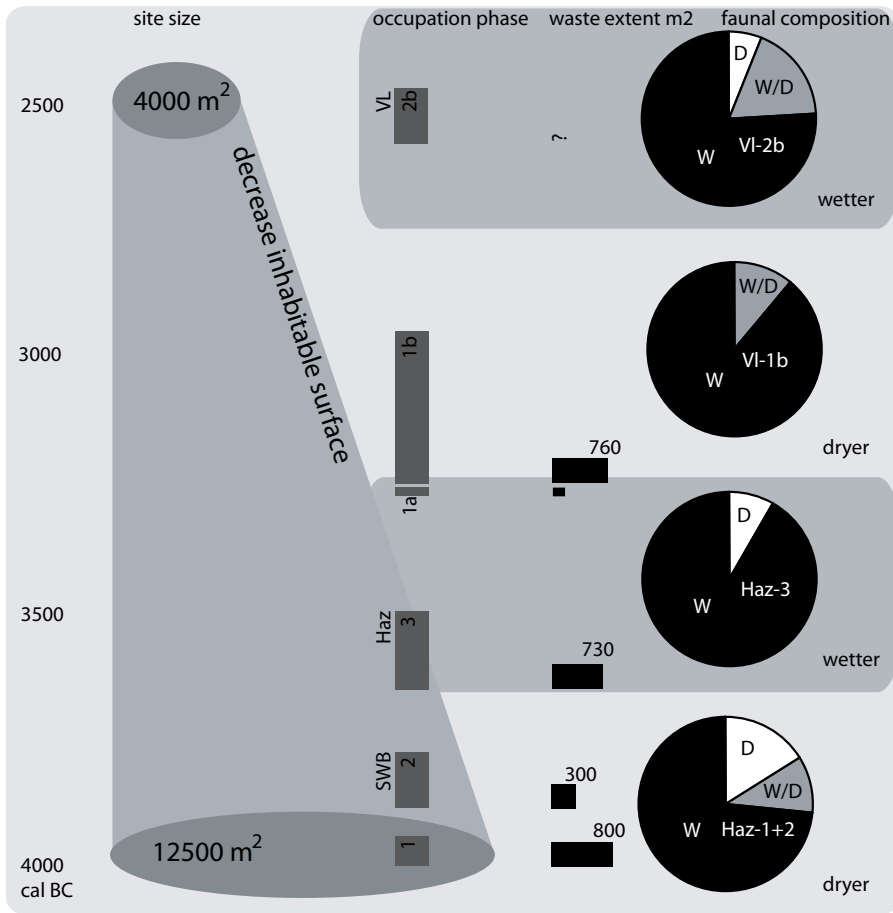 site size
occupation phase
waste extent m2
faunal composition
2500
4000 m²
VL
2b
?
D
W/D
W
Vl-2b
wetter
decrease inhabitable surface
3000
1b
W/D
W
Vl-1b
dryer
760
1a
D
W
Haz-3
3500
Haz
3
730
wetter
SWB
2
300
D
W/D
W
Haz-1+2
12500 m²
1
800
4000
cal BC
dryer